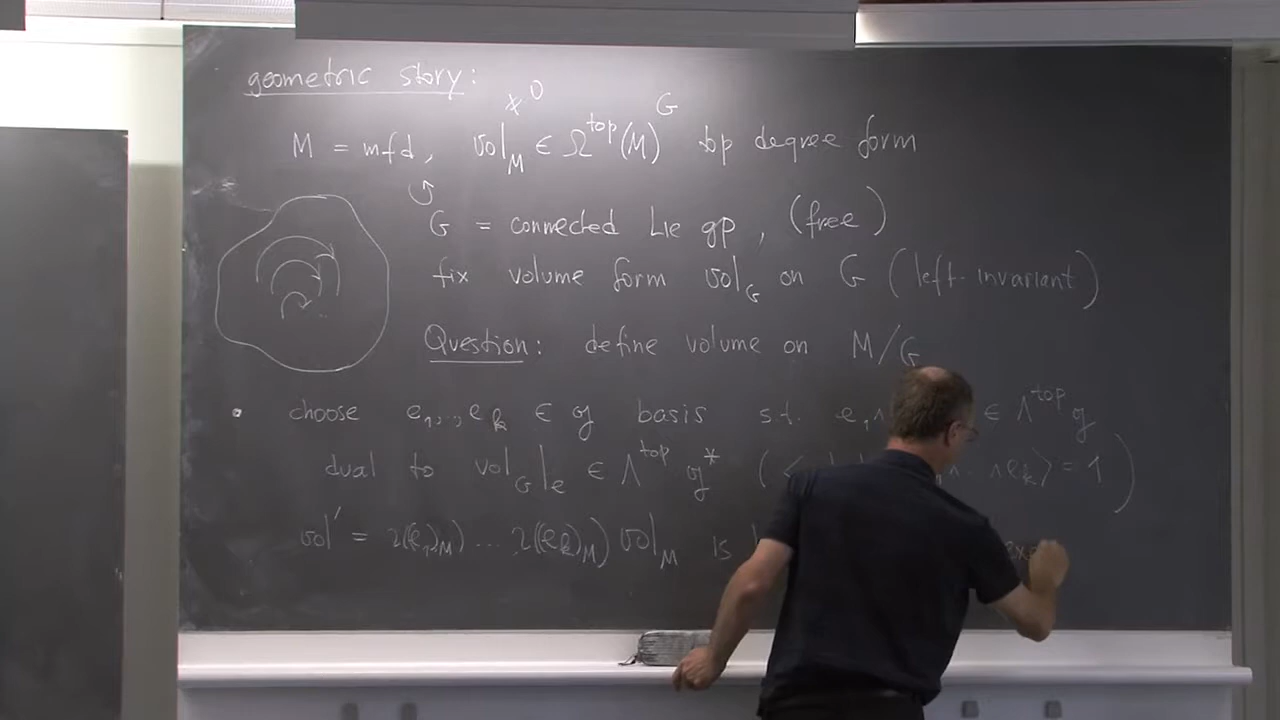 geometric story:
≠ 0
M = mfd, vol_M ∈ Ω^top(M)^G top degree form
↺
G = connected Lie gp, (free)
fix volume form vol_G on G (left-invariant)
Question: define volume on M/G
• choose e_1,..,e_k ∈ g basis s.t. e_1∧ ∈ Λ^top g
dual to vol_G|_e ∈ Λ^top g^* (< ∧e_k> = 1)
vol' = ι((e_1)_M) ... ι((e_k)_M) vol_M is